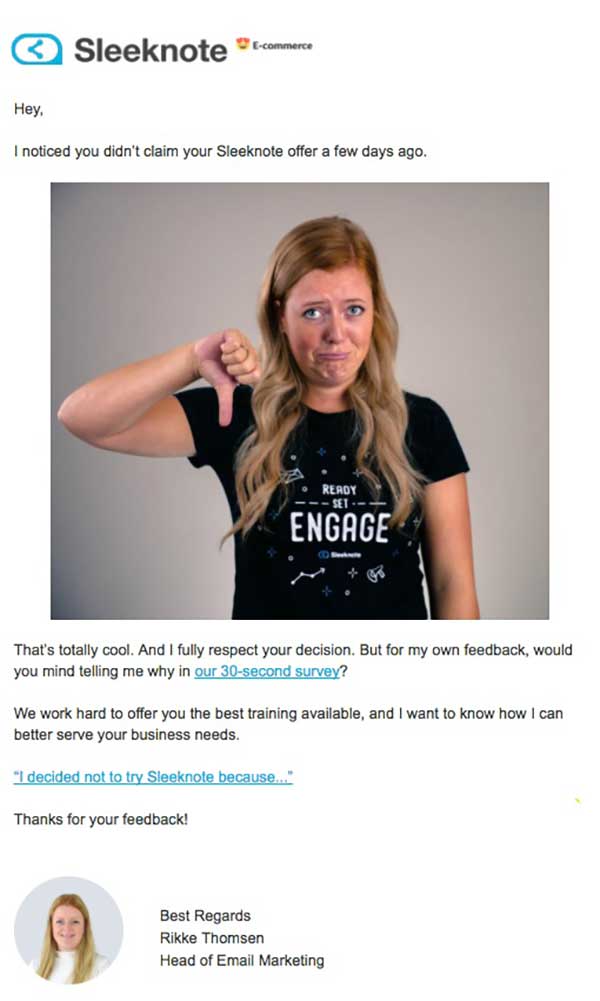 Sleeknote E-commerce
Hey,
I noticed you didn't claim your Sleeknote offer a few days ago.
READY
SET
ENGAGE
Sleeknote
That's totally cool. And I fully respect your decision. But for my own feedback, would
you mind telling me why in our 30-second survey?
We work hard to offer you the best training available, and I want to know how I can
better serve your business needs.
"I decided not to try Sleeknote because..."
Thanks for your feedback!
Best Regards
Rikke Thomsen
Head of Email Marketing